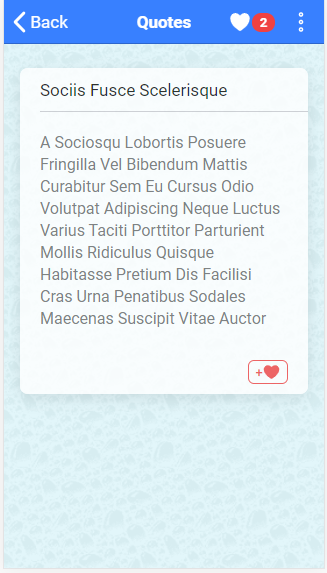 Back
Quotes
2
Sociis Fusce Scelerisque
A Sociosqu Lobortis Posuere
Fringilla Vel Bibendum Mattis
Curabitur Sem Eu Cursus Odio
Volutpat Adipiscing Neque Luctus
Varius Taciti Porttitor Parturient
Mollis Ridiculus Quisque
Habitasse Pretium Dis Facilisi
Cras Urna Penatibus Sodales
Maecenas Suscipit Vitae Auctor
+